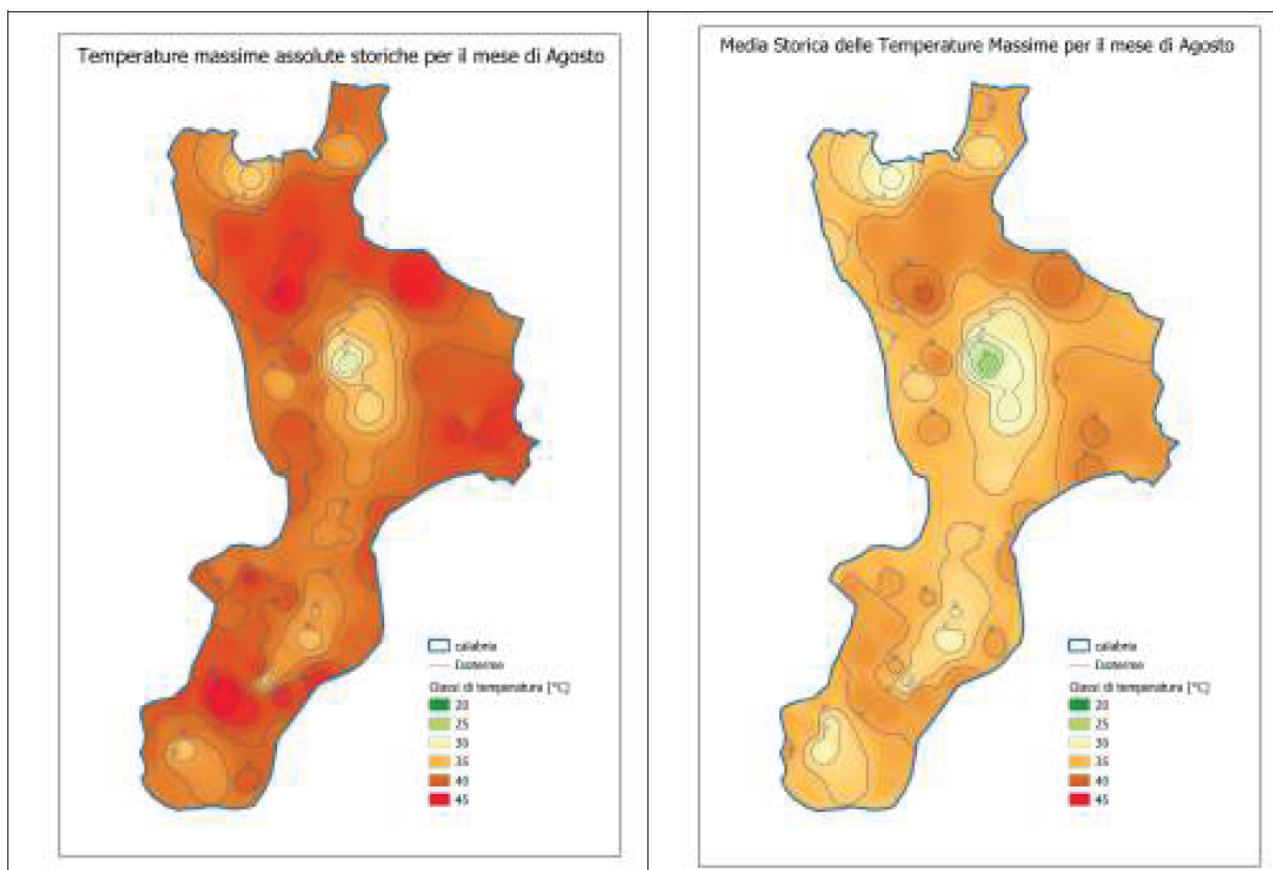 Temperature massime assolute storiche per il mese di Agosto
calabria
Isoterme
Classi di temperatura [°C]
20
25
30
35
40
45
Media Storica delle Temperature Massime per il mese di Agosto
calabria
Isoterme
Classi di temperatura [°C]
20
25
30
35
40
45